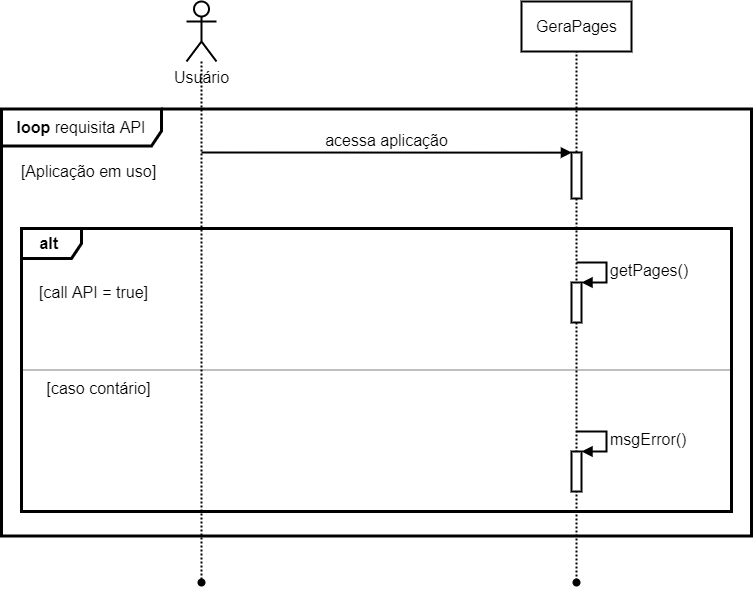 GeraPages
Usuário
loop requisita API
acessa aplicação
[Aplicação em uso]
alt
getPages()
[call API = true]
[caso contário]
msgError()